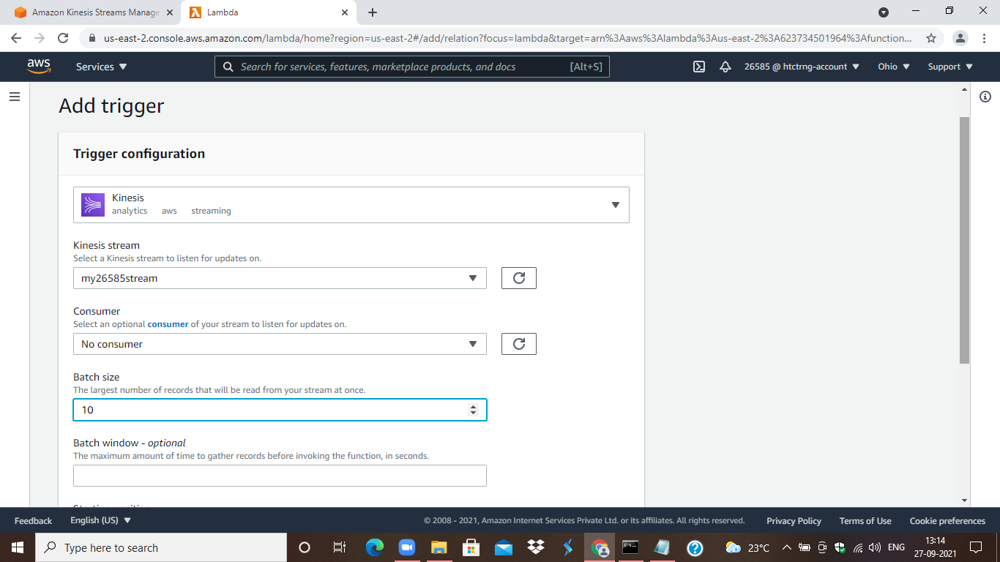 Amazon Kinesis Streams Manage
Lambda
us-east-2.console.aws.amazon.com/lambda/home?region=us-east-2#/add/relation?focus=lambda&target=arn%3Aaws%3Alambda%3Aus-east-2%3A623734501964%3Afunction...
aws
Services
Search for services, features, marketplace products, and docs
[Alt+S]
26585 @ htctrng-account
Ohio
Support
Add trigger
Trigger configuration
Kinesis
analytics aws streaming
Kinesis stream
Select a Kinesis stream to listen for updates on.
my26585stream
Consumer
Select an optional consumer of your stream to listen for updates on.
No consumer
Batch size
The largest number of records that will be read from your stream at once.
10
Batch window - optional
The maximum amount of time to gather records before invoking the function, in seconds.
Feedback
English (US)
© 2008 - 2021, Amazon Internet Services Private Ltd. or its affiliates. All rights reserved.
Privacy Policy
Terms of Use
Cookie preferences
Type here to search
23°C
ENG
13:14
27-09-2021